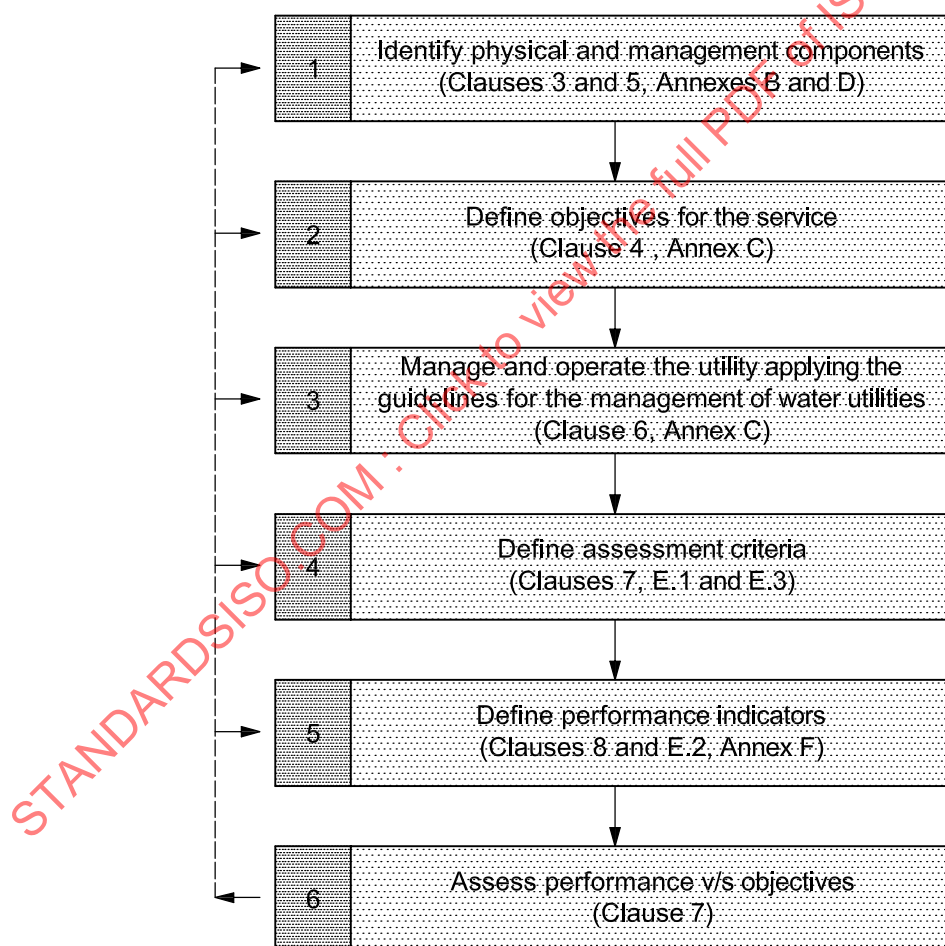 1
Identify physical and management components
(Clauses 3 and 5, Annexes B and D)
2
Define objectives for the service
(Clause 4 , Annex C)
3
Manage and operate the utility applying the
guidelines for the management of water utilities
(Clause 6, Annex C)
4
Define assessment criteria
(Clauses 7, E.1 and E.3)
5
Define performance indicators
(Clauses 8 and E.2, Annex F)
6
Assess performance v/s objectives
(Clause 7)
STANDARDSISO.COM : Click to view the full PDF of IS